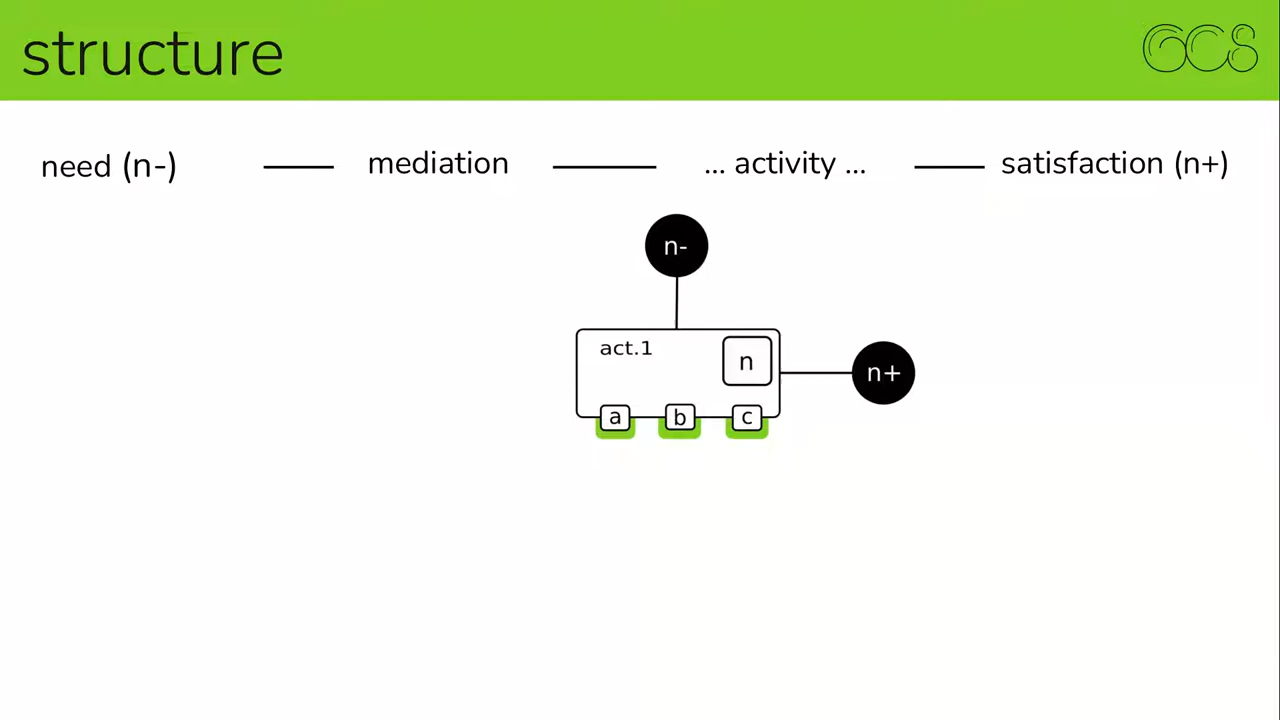 structure
GCS
need (n-)
mediation
... activity ...
satisfaction (n+)
n-
act.1
n
n+
a
b
c